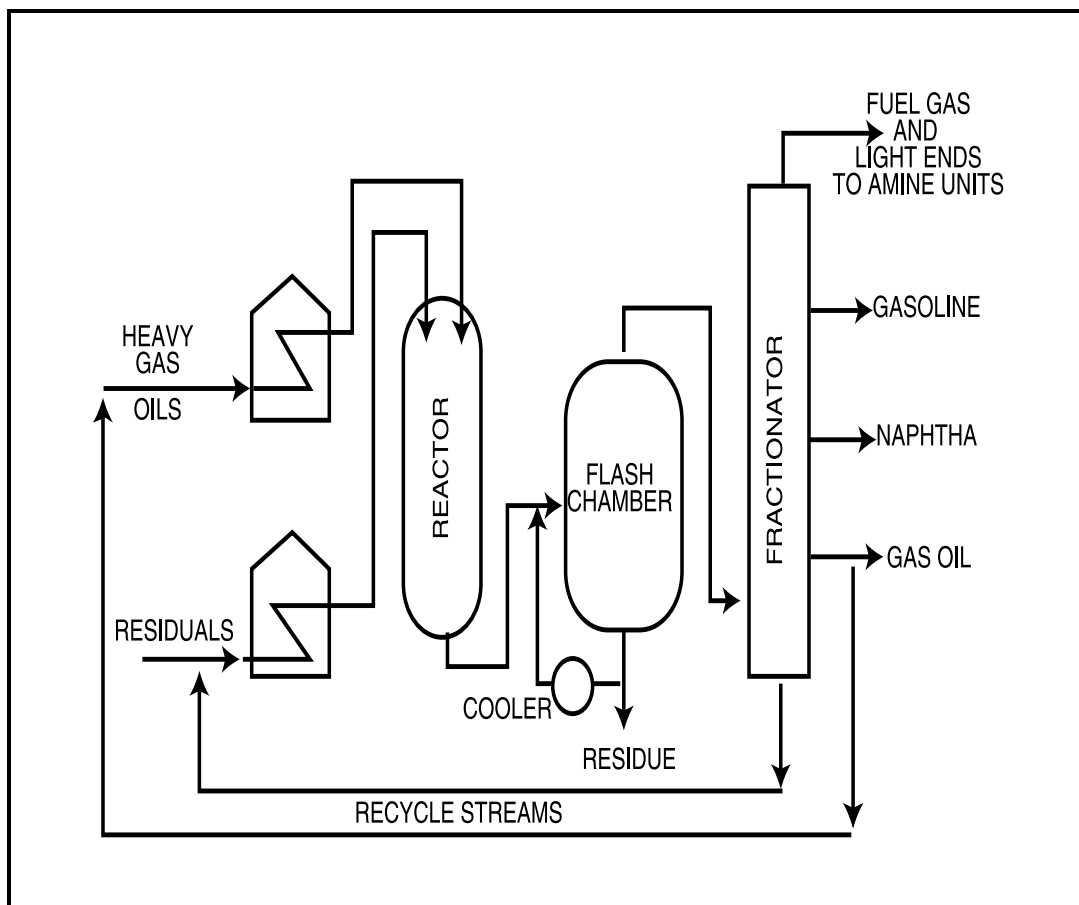 FUEL GAS
AND
LIGHT ENDS
TO AMINE UNITS
GASOLINE
HEAVY
GAS
OILS
REACTOR
FLASH
CHAMBER
FRACTIONATOR
NAPHTHA
GAS OIL
RESIDUALS
COOLER
RESIDUE
RECYCLE STREAMS